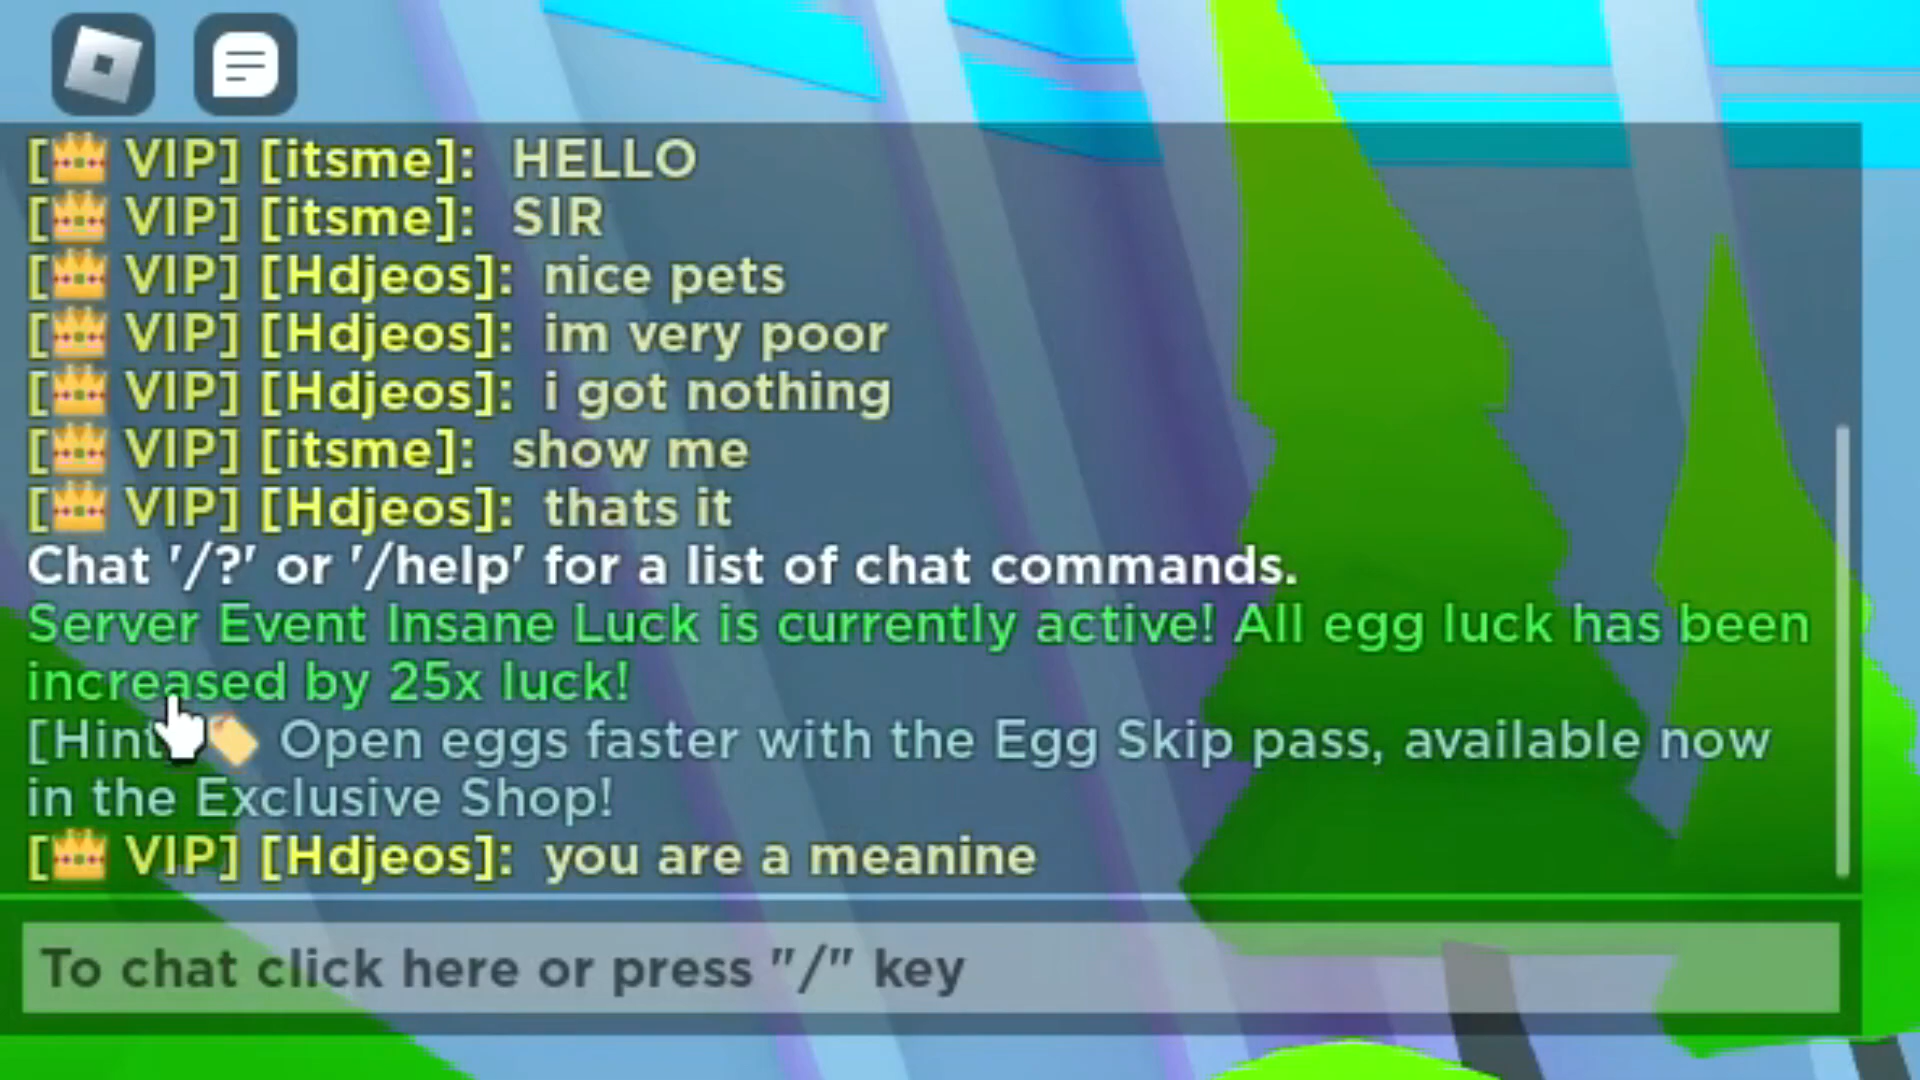 [👑 VIP] [itsme]: HELLO
[👑 VIP] [itsme]: SIR
[👑 VIP] [Hdjeos]: nice pets
[👑 VIP] [Hdjeos]: im very poor
[👑 VIP] [Hdjeos]: i got nothing
[👑 VIP] [itsme]: show me
[👑 VIP] [Hdjeos]: thats it
Chat '/?' or '/help' for a list of chat commands.
Server Event Insane Luck is currently active! All egg luck has been
increased by 25x luck!
[Hint 🏷️ Open eggs faster with the Egg Skip pass, available now
in the Exclusive Shop!
[👑 VIP] [Hdjeos]: you are a meanine
To chat click here or press "/" key